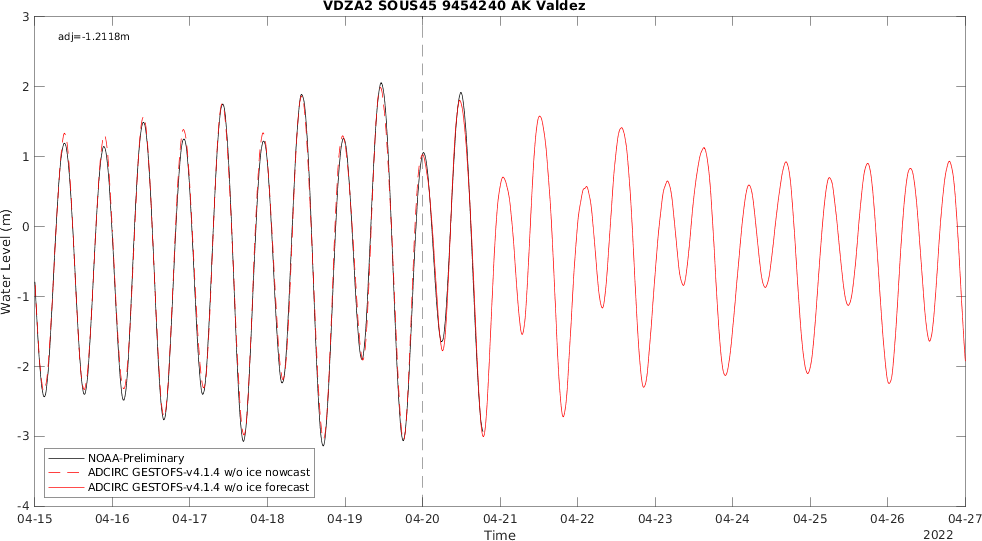 VDZA2 SOUS45 9454240 AK Valdez
adj=-1.2118m
3
2
1
0
-1
-2
-3
-4
Water Level (m)
NOAA-Preliminary
ADCIRC GESTOFS-v4.1.4 w/o ice nowcast
ADCIRC GESTOFS-v4.1.4 w/o ice forecast
04-15 04-16 04-17 04-18 04-19 04-20 04-21 04-22 04-23 04-24 04-25 04-26 04-27
Time
2022